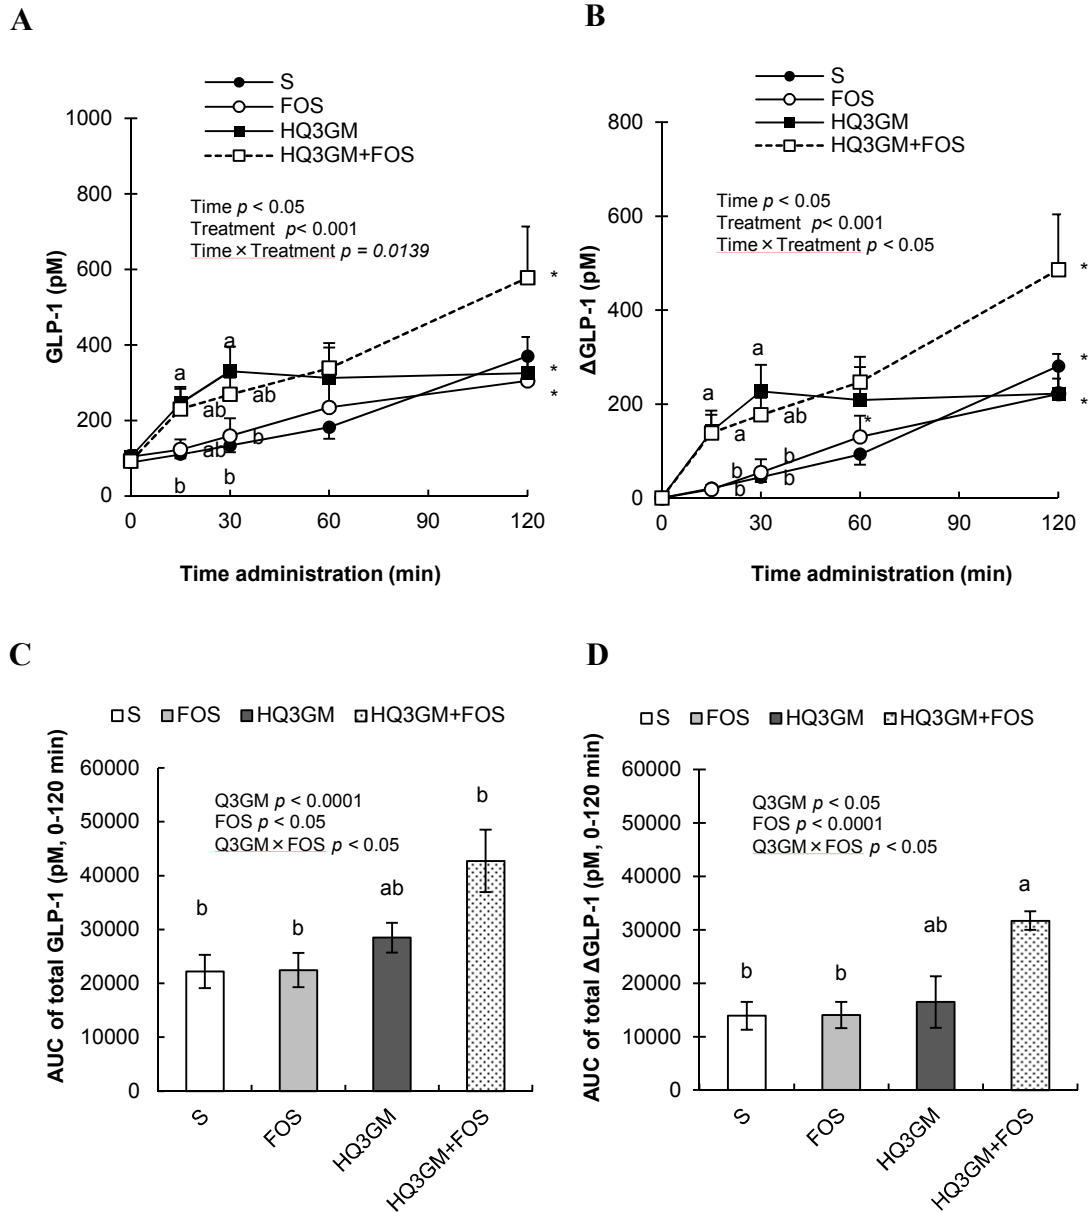 A
S
FOS
HQ3GM
HQ3GM+FOS
Time p < 0.05
Treatment p< 0.001
Time×Treatment p = 0.0139
GLP-1 (pM)
1000
800
600
400
200
0
a
a
ab
ab
ab
b
b
b
*
*
*
0
30
60
90
120
Time administration (min)
B
S
FOS
HQ3GM
HQ3GM+FOS
Time p < 0.05
Treatment p< 0.001
Time×Treatment p < 0.05
ΔGLP-1 (pM)
800
600
400
200
0
a
a
a
ab
b
b
b
b
*
*
*
*
0
30
60
90
120
Time administration (min)
C
S FOS HQ3GM HQ3GM+FOS
Q3GM p < 0.0001
FOS p < 0.05
Q3GM×FOS p < 0.05
AUC of total GLP-1 (pM, 0-120 min)
60000
50000
40000
30000
20000
10000
0
b
b
ab
b
S
FOS
HQ3GM
HQ3GM+FOS
D
S FOS HQ3GM HQ3GM+FOS
Q3GM p < 0.05
FOS p < 0.0001
Q3GM×FOS p < 0.05
AUC of total ΔGLP-1 (pM, 0-120 min)
60000
50000
40000
30000
20000
10000
0
b
b
ab
a
S
FOS
HQ3GM
HQ3GM+FOS